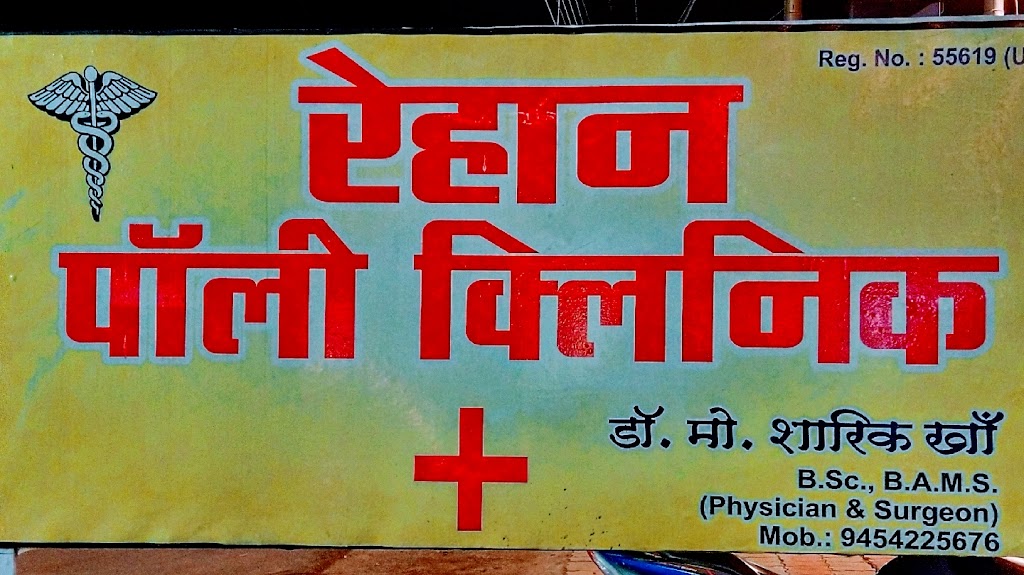 Reg. No. : 55619 (U
रेहान
पॉली क्लिनिक
डॉ. मो. शारिक खाँ
B.Sc., B.A.M.S.
(Physician & Surgeon)
Mob.: 9454225676